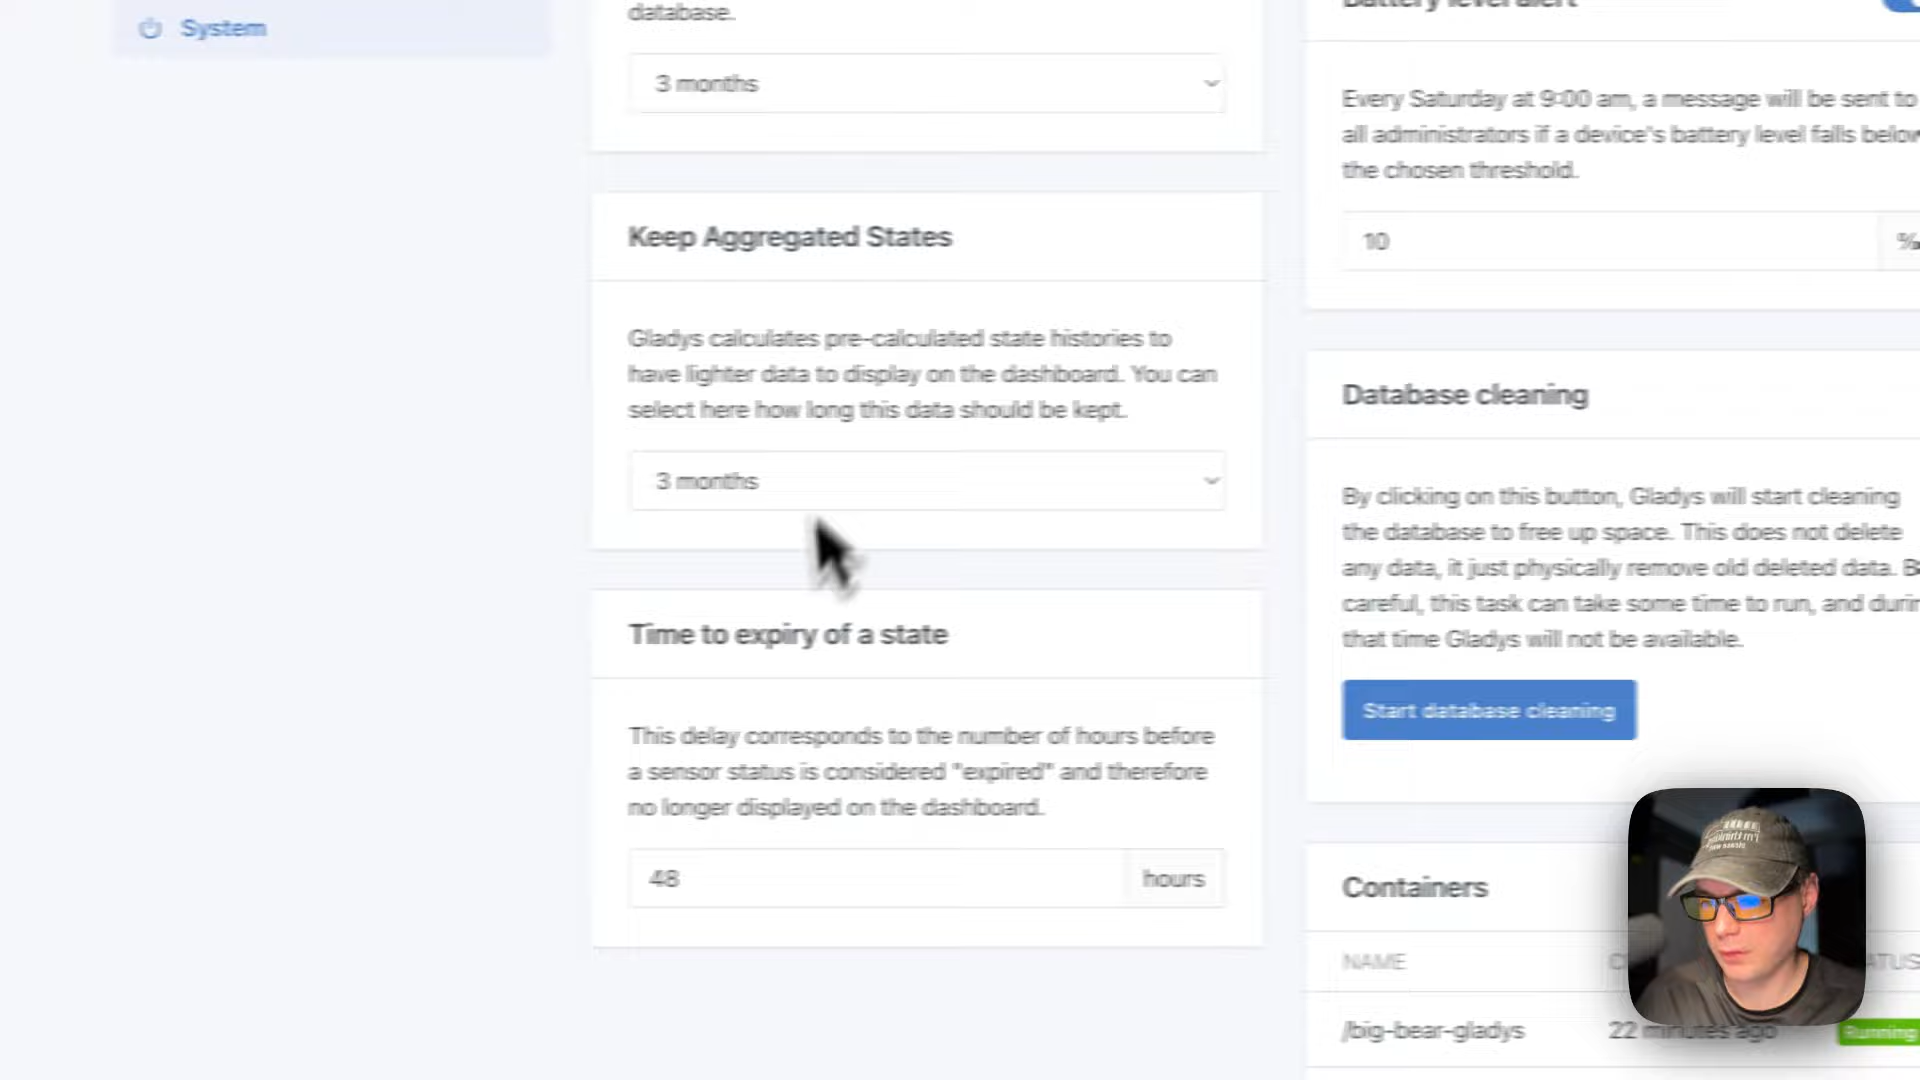 System
database.
3 months
Keep Aggregated States
Gladys calculates pre-calculated state histories to
have lighter data to display on the dashboard. You can
select here how long this data should be kept.
3 months
Time to expiry of a state
This delay corresponds to the number of hours before
a sensor status is considered "expired" and therefore
no longer displayed on the dashboard.
48 hours
Battery level alert
Every Saturday at 9:00 am, a message will be sent to
all administrators if a device's battery level falls below
the chosen threshold.
10 %
Database cleaning
By clicking on this button, Gladys will start cleaning
the database to free up space. This does not delete
any data, it just physically remove old deleted data.
careful, this task can take some time to run, and
that time Gladys will not be available.
Start database cleaning
Containers
NAME
/big-bear-gladys 22 minutes ago Running